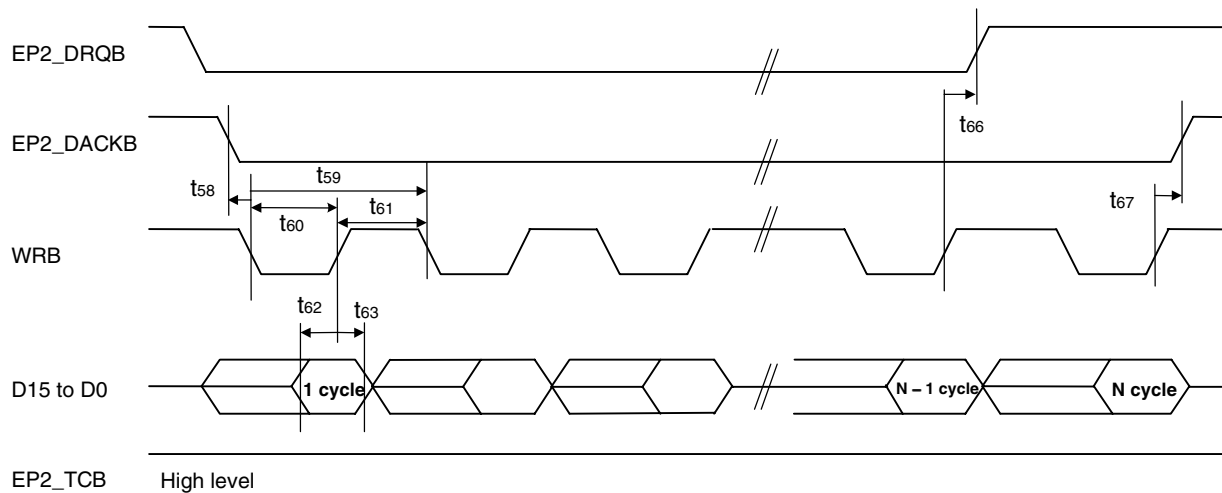 EP2_DRQB
t66
EP2_DACKB
t58
t59
t60
t61
t67
WRB
t62
t63
D15 to D0
1 cycle
N – 1 cycle
N cycle
EP2_TCB
High level